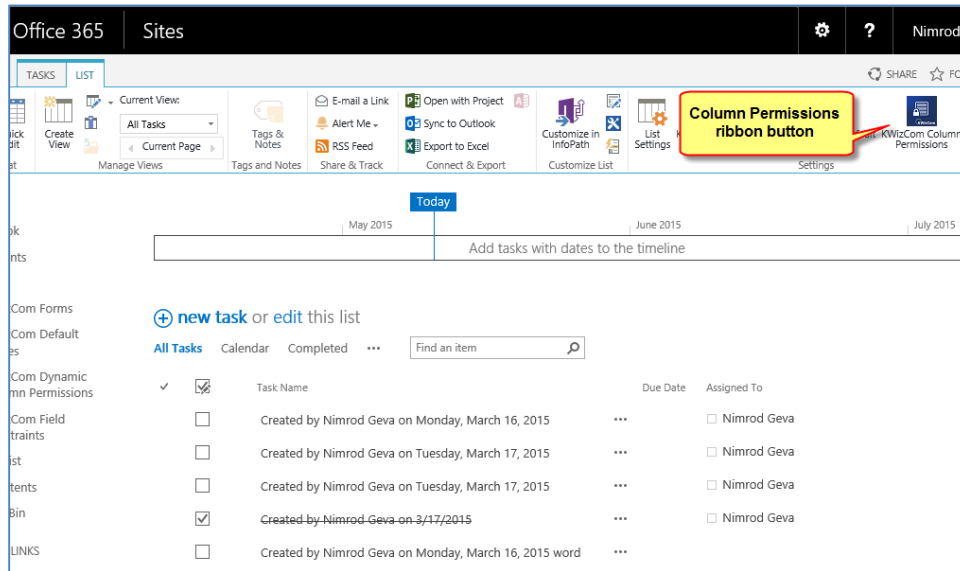 Office 365 Sites ? Nimrod
TASKS LIST SHARE
Current View:
All Tasks
Current Page
Create
View
Manage Views
Tags &
Notes
Tags and Notes
E-mail a Link
Alert Me
RSS Feed
Share & Track
Open with Project
Sync to Outlook
Export to Excel
Connect & Export
Customize in
InfoPath
Customize List
List
Settings
Column Permissions
ribbon button
KWizCom Column
Permissions
Settings
Today
May 2015 June 2015 July 2015
Add tasks with dates to the timeline
Com Forms
Com Default
Com Dynamic
mn Permissions
Com Field
traints
ist
tents
Bin
LINKS
new task or edit this list
All Tasks Calendar Completed ••• Find an item
Task Name Due Date Assigned To
Created by Nimrod Geva on Monday, March 16, 2015 ••• Nimrod Geva
Created by Nimrod Geva on Tuesday, March 17, 2015 ••• Nimrod Geva
Created by Nimrod Geva on Tuesday, March 17, 2015 ••• Nimrod Geva
Created by Nimrod Geva on 3/17/2015 ••• Nimrod Geva
Created by Nimrod Geva on Monday, March 16, 2015 word •••